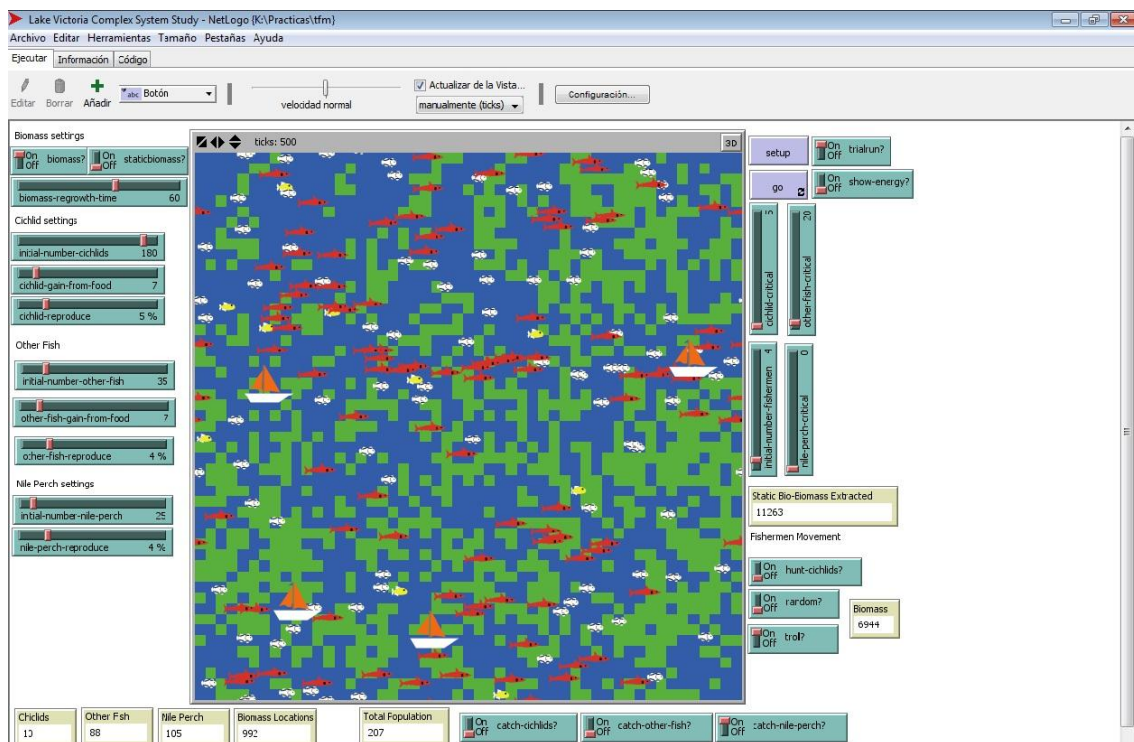 Lake Victoria Complex System Study - NetLogo {K:\Practicas\tfm}
Archivo Editar Herramientas Tamaño Pestañas Ayuda
Ejecutar Información Código
Editar Borrar Añadir abc Botón velocidad normal Actualizar de la Vista... manualmente (ticks) Configuración...
Biomass settings
On Off biomass? On Off staticbiomass?
biomass-regrowth-time 60
Cichlid settings
initial-number-cichlids 180
cichlid-gain-from-food 7
cichlid-reproduce 5 %
Other Fish
initial-number-other-fish 35
other-fish-gain-from-food 7
other-fish-reproduce 4 %
Nile Perch settings
initial-number-nile-perch 25
nile-perch-reproduce 4 %
ticks: 500 3D
setup On Off trialrun?
go On Off show-energy?
cichlid-critical 5
other-fish-critical 20
initial-number-fishermen 4
nile-perch-critical 0
Static Bio-Biomass Extracted
11263
Fishermen Movement
On Off hunt-cichlids?
On Off random?
Biomass
6944
On Off trol?
Chiclids
13
Other Fsh
88
Nile Perch
105
Biomass Locations
992
Total Population
207
On Off catch-cichlids? On Off catch-other-fish? On Off catch-nile-perch?